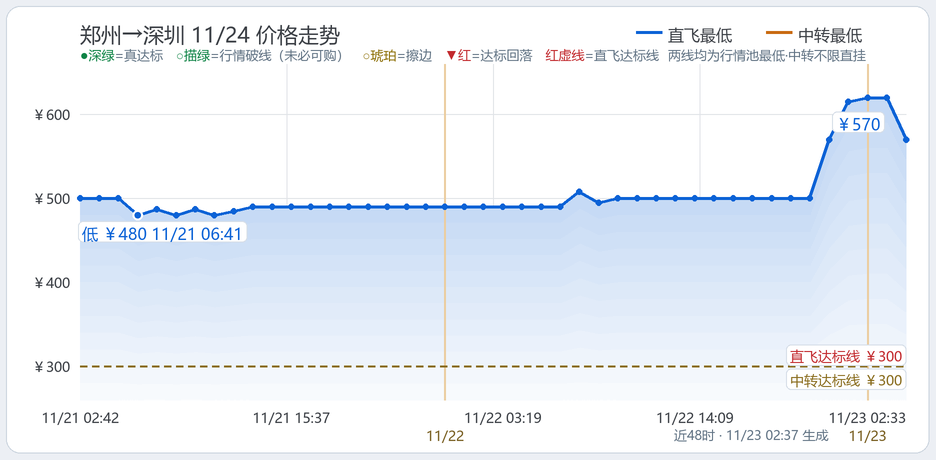 郑州→深圳 11/24 价格走势
直飞最低 中转最低
●深绿=真达标 ○描绿=行情破线（未必可购） ○琥珀=擦边 ▼红=达标回落 红虚线=直飞达标线 两线均为行情池最低·中转不限直挂
¥600
¥570
¥500
低 ¥480 11/21 06:41
¥400
直飞达标线 ¥300
¥300
中转达标线 ¥300
11/21 02:42 11/21 15:37 11/22 03:19 11/22 14:09 11/23 02:33
11/22 近48时 · 11/23 02:37 生成 11/23